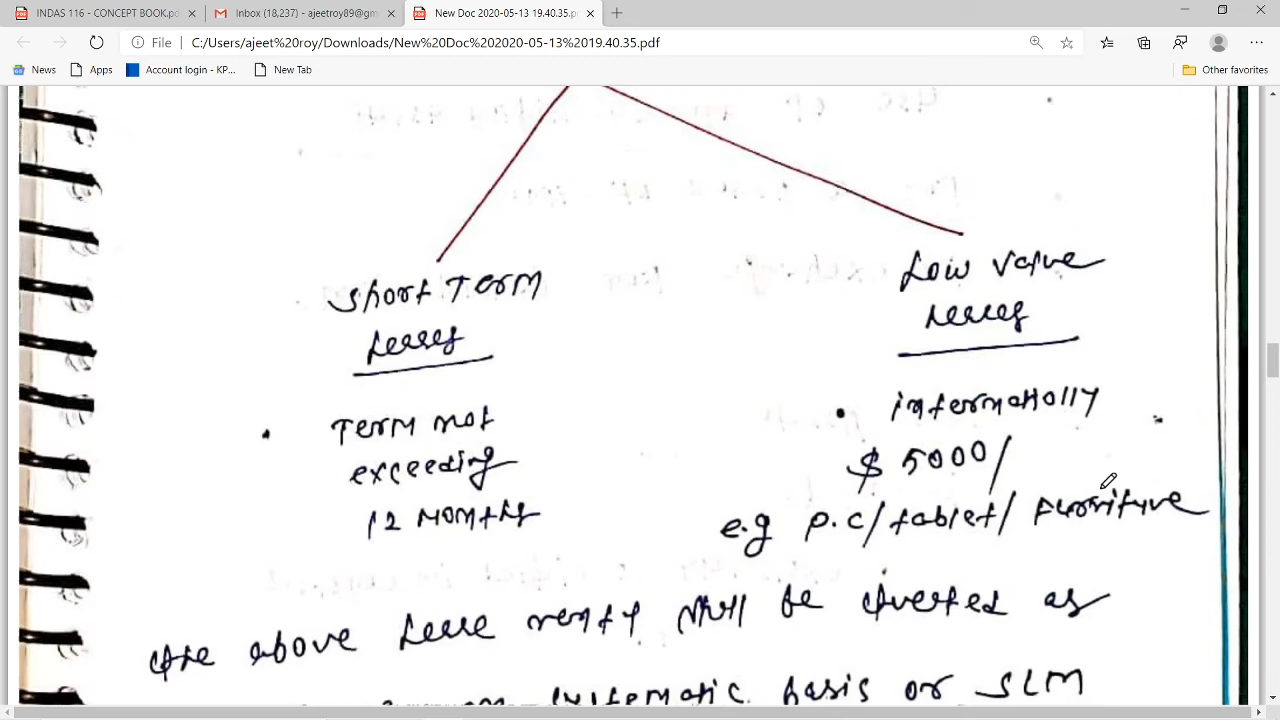 INDAS 116 - CONCEPT BOOK.po
Inbox (18,237) - ajeetroy89@gm
New Doc 2020-05-13 19.40.35.p
File
C:/Users/ajeet%20roy/Downloads/New%20Doc%202020-05-13%2019.40.35.pdf
News
Apps
Account login - KP...
New Tab
Other favorites
Short Term
Leases
Low Value
Leases
Term not
exceeding
12 months
internationally
$ 5000/
e.g p.c/tablet/furniture
the above Lease rents shall be treated as
systematic basis or SLM